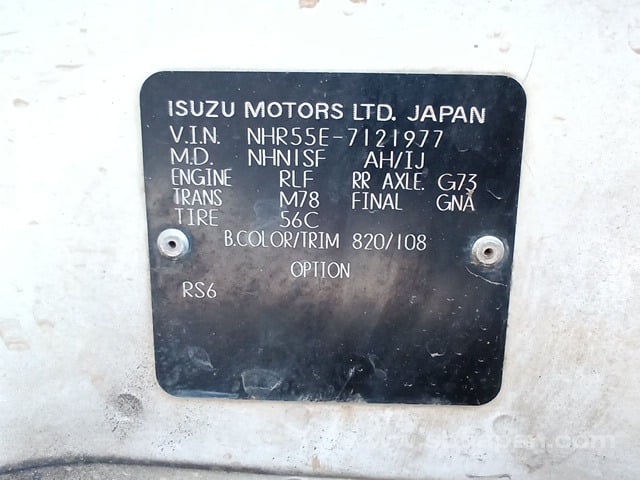 ISUZU MOTORS LTD. JAPAN
V.I.N. NHR55E-7121977
M.D. NHN1SF AH/IJ
ENGINE RLF RR AXLE. G73
TRANS M78 FINAL GNA
TIRE 56C
B.COLOR/TRIM 820/108
OPTION
RS6